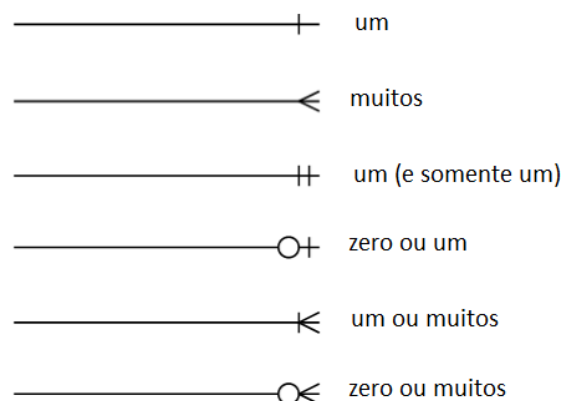 um
muitos
um (e somente um)
zero ou um
um ou muitos
zero ou muitos